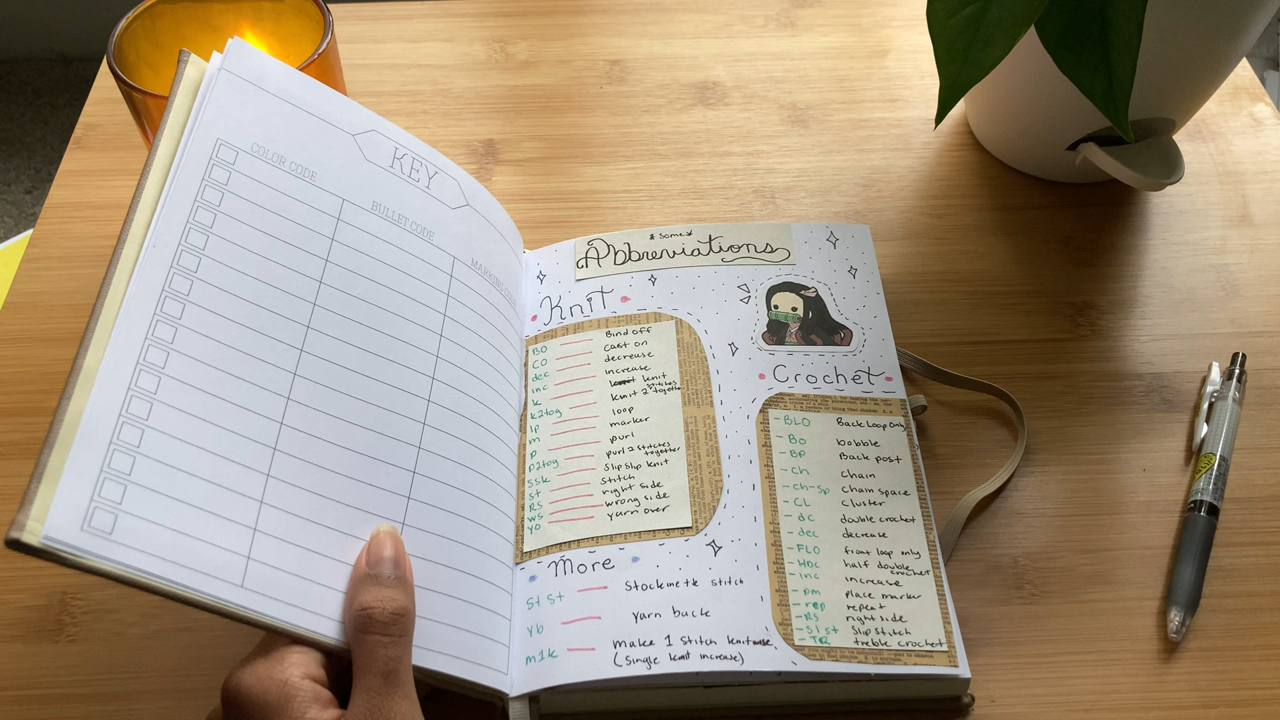 KEY
COLOR CODE
BULLET CODE
MARKING
* Some *
Abbreviations
Knit
BO Bind off
CO cast on
dec decrease
inc increase
k knit
k2tog knit 2 stitches together
lp loop
m marker
p purl
p2tog purl 2 stitches together
ssk slip slip knit
st stitch
RS right side
WS wrong side
YO yarn over
More
St St Stockinette stitch
yb yarn back
m1k make 1 stitch knitwise
(single knit increase)
Crochet
- BLO Back Loop Only
- Bo bobble
- BP Back post
- ch chain
- ch-sp chain space
- CL cluster
- dc double crochet
- dec decrease
- FLO front loop only
- HDC half double crochet
- inc increase
- pm place marker
- rep repeat
- RS right side
- Sl st Slip Stitch
- TR treble crochet